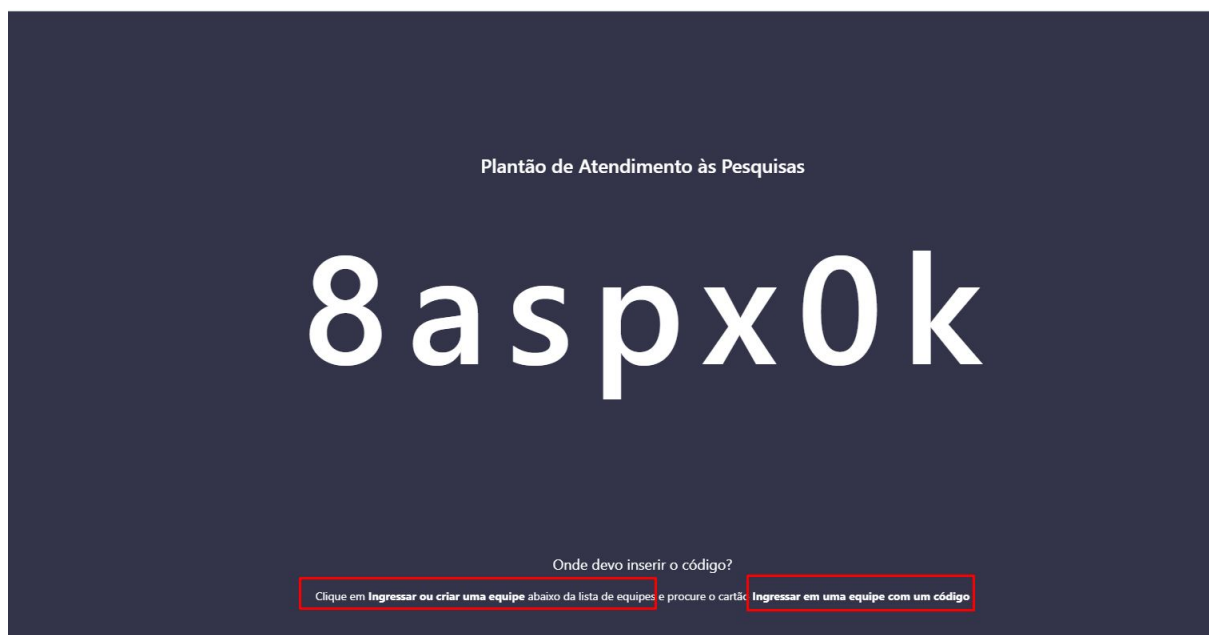 Plantão de Atendimento às Pesquisas
8aspx0k
Onde devo inserir o código?
Clique em Ingressar ou criar uma equipe abaixo da lista de equipes e procure o cartão Ingressar em uma equipe com um código